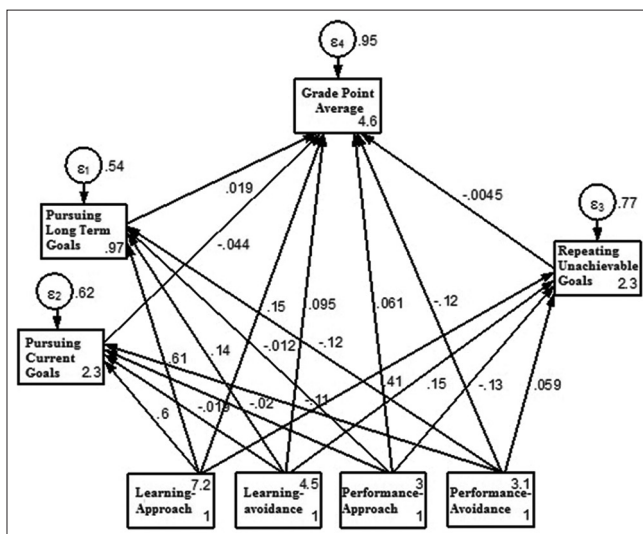 ε4 .95
Grade Point
Average
4.6
ε1 .54
.019
-.0045
ε3 .77
Pursuing
Long Term
Goals
.97
-.044
Repeating
Unachievable
Goals
2.3
ε2 .62
.15
.095
.061
-.12
Pursuing
Current
Goals
2.3
.61
.14
-.012
-.12
.41
.15
-.13
.059
.6
-.019
-.02
-.11
7.2
Learning-
Approach
1
4.5
Learning-
avoidance
1
3
Performance-
Approach
1
3.1
Performance-
Avoidance
1